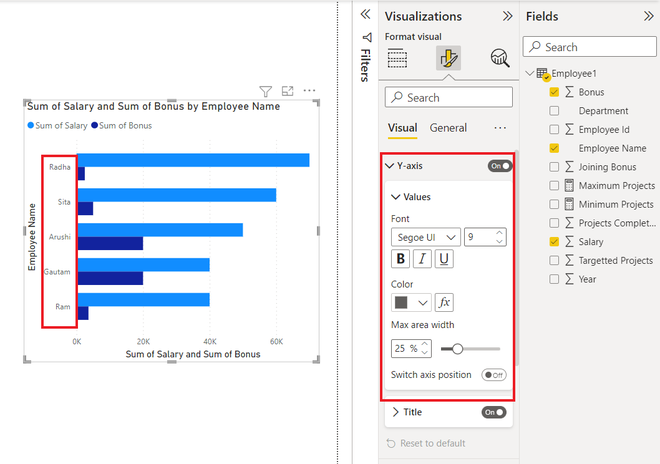 Sum of Salary and Sum of Bonus by Employee Name
Sum of Salary Sum of Bonus
Employee Name
Radha
Sita
Arushi
Gautam
Ram
0K 20K 40K 60K
Sum of Salary and Sum of Bonus
Filters
Visualizations
Format visual
Search
Visual General
Y-axis On
Values
Font
Segoe UI 9
B I U
Color
fx
Max area width
25 %
Switch axis position Off
Title On
Reset to default
Fields
Search
Employee1
Bonus
Department
Employee Id
Employee Name
Joining Bonus
Maximum Projects
Minimum Projects
Projects Complet...
Salary
Targetted Projects
Year